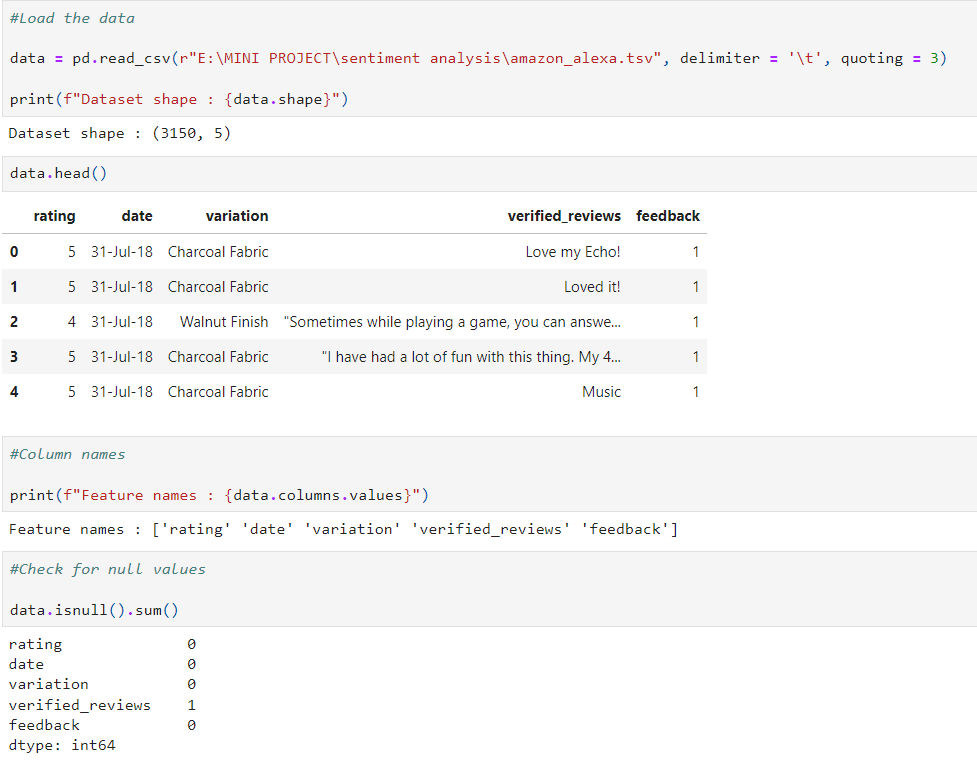 #Load the data
data = pd.read_csv(r"E:\MINI PROJECT\sentiment analysis\amazon_alexa.tsv", delimiter = '\t', quoting = 3)
print(f"Dataset shape : {data.shape}")
Dataset shape : (3150, 5)
data.head()
rating date variation verified_reviews feedback
0 5 31-Jul-18 Charcoal Fabric Love my Echo! 1
1 5 31-Jul-18 Charcoal Fabric Loved it! 1
2 4 31-Jul-18 Walnut Finish "Sometimes while playing a game, you can answe... 1
3 5 31-Jul-18 Charcoal Fabric "I have had a lot of fun with this thing. My 4... 1
4 5 31-Jul-18 Charcoal Fabric Music 1
#Column names
print(f"Feature names : {data.columns.values}")
Feature names : ['rating' 'date' 'variation' 'verified_reviews' 'feedback']
#Check for null values
data.isnull().sum()
rating 0
date 0
variation 0
verified_reviews 1
feedback 0
dtype: int64